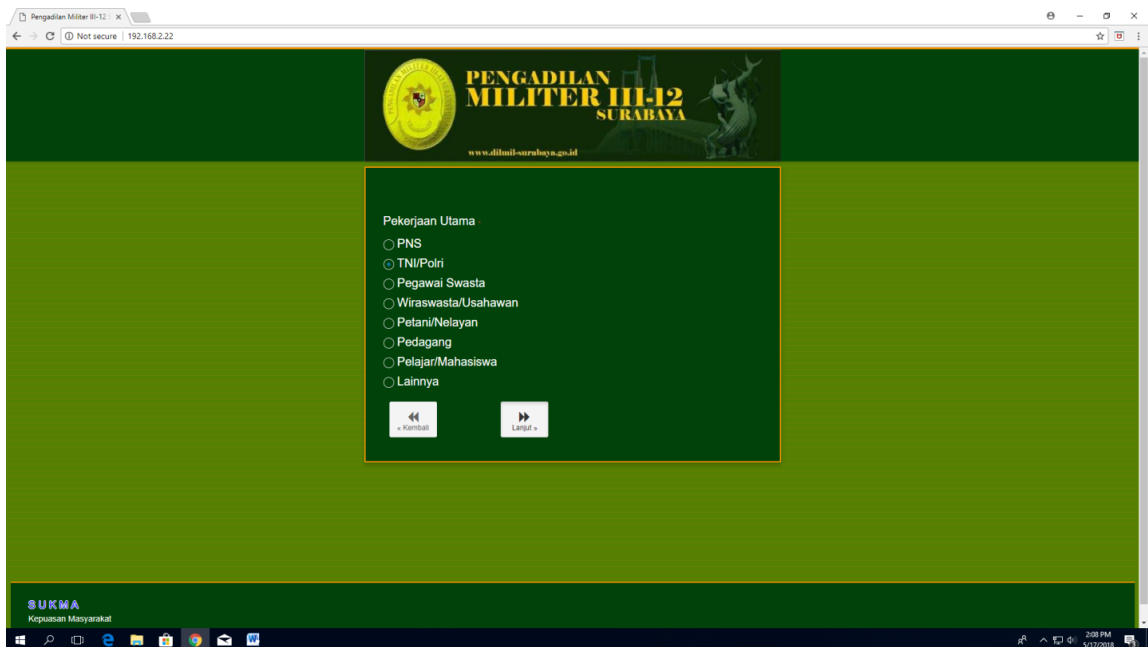 Pengadilan Militer III-12
Not secure | 192.168.2.22
PENGADILAN
MILITER III-12
SURABAYA
www.dilmil-surabaya.go.id
Pekerjaan Utama
PNS
TNI/Polri
Pegawai Swasta
Wiraswasta/Usahawan
Petani/Nelayan
Pedagang
Pelajar/Mahasiswa
Lainnya
« Kembali
Lanjut »
SUKMA
Kepuasan Masyarakat
2:08 PM
5/17/2018